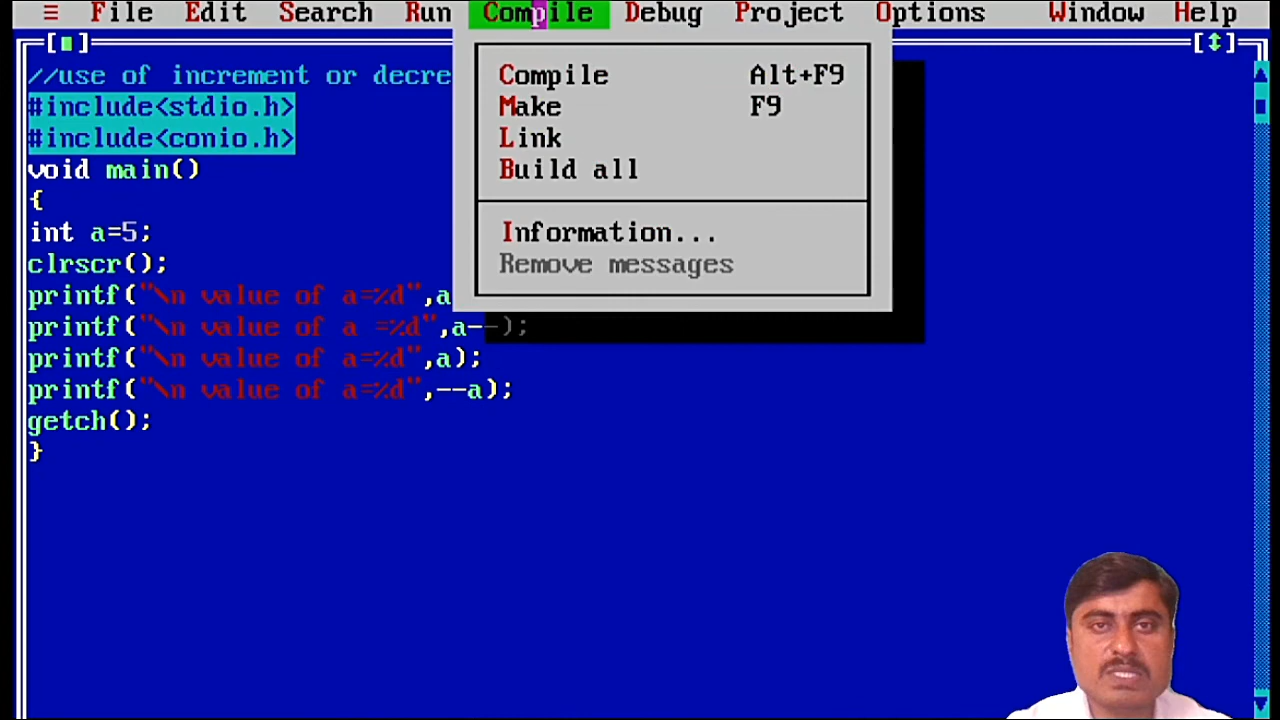 ≡ File Edit Search Run Compile Debug Project Options Window Help
[▮] [↕]
//use of increment or decre
#include<stdio.h>
#include<conio.h>
void main()
{
int a=5;
clrscr();
printf("\n value of a=%d",a
printf("\n value of a =%d",a--);
printf("\n value of a=%d",a);
printf("\n value of a=%d",--a);
getch();
}
Compile Alt+F9
Make F9
Link
Build all
Information...
Remove messages